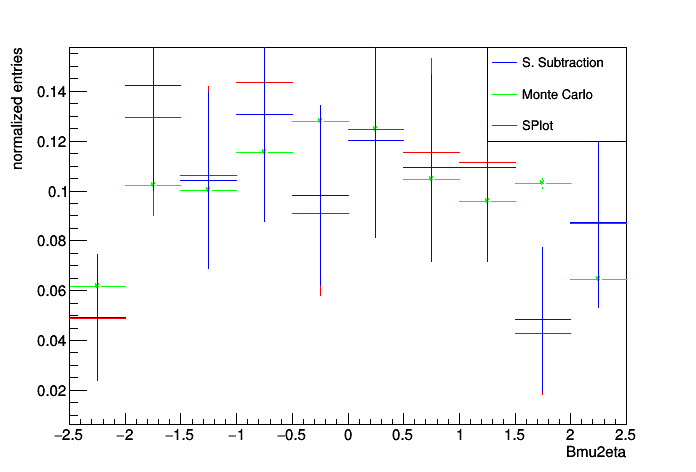 normalized entries
0.14
0.12
0.1
0.08
0.06
0.04
0.02
−2.5 −2 −1.5 −1 −0.5 0 0.5 1 1.5 2 2.5
Bmu2eta
S. Subtraction
Monte Carlo
SPlot